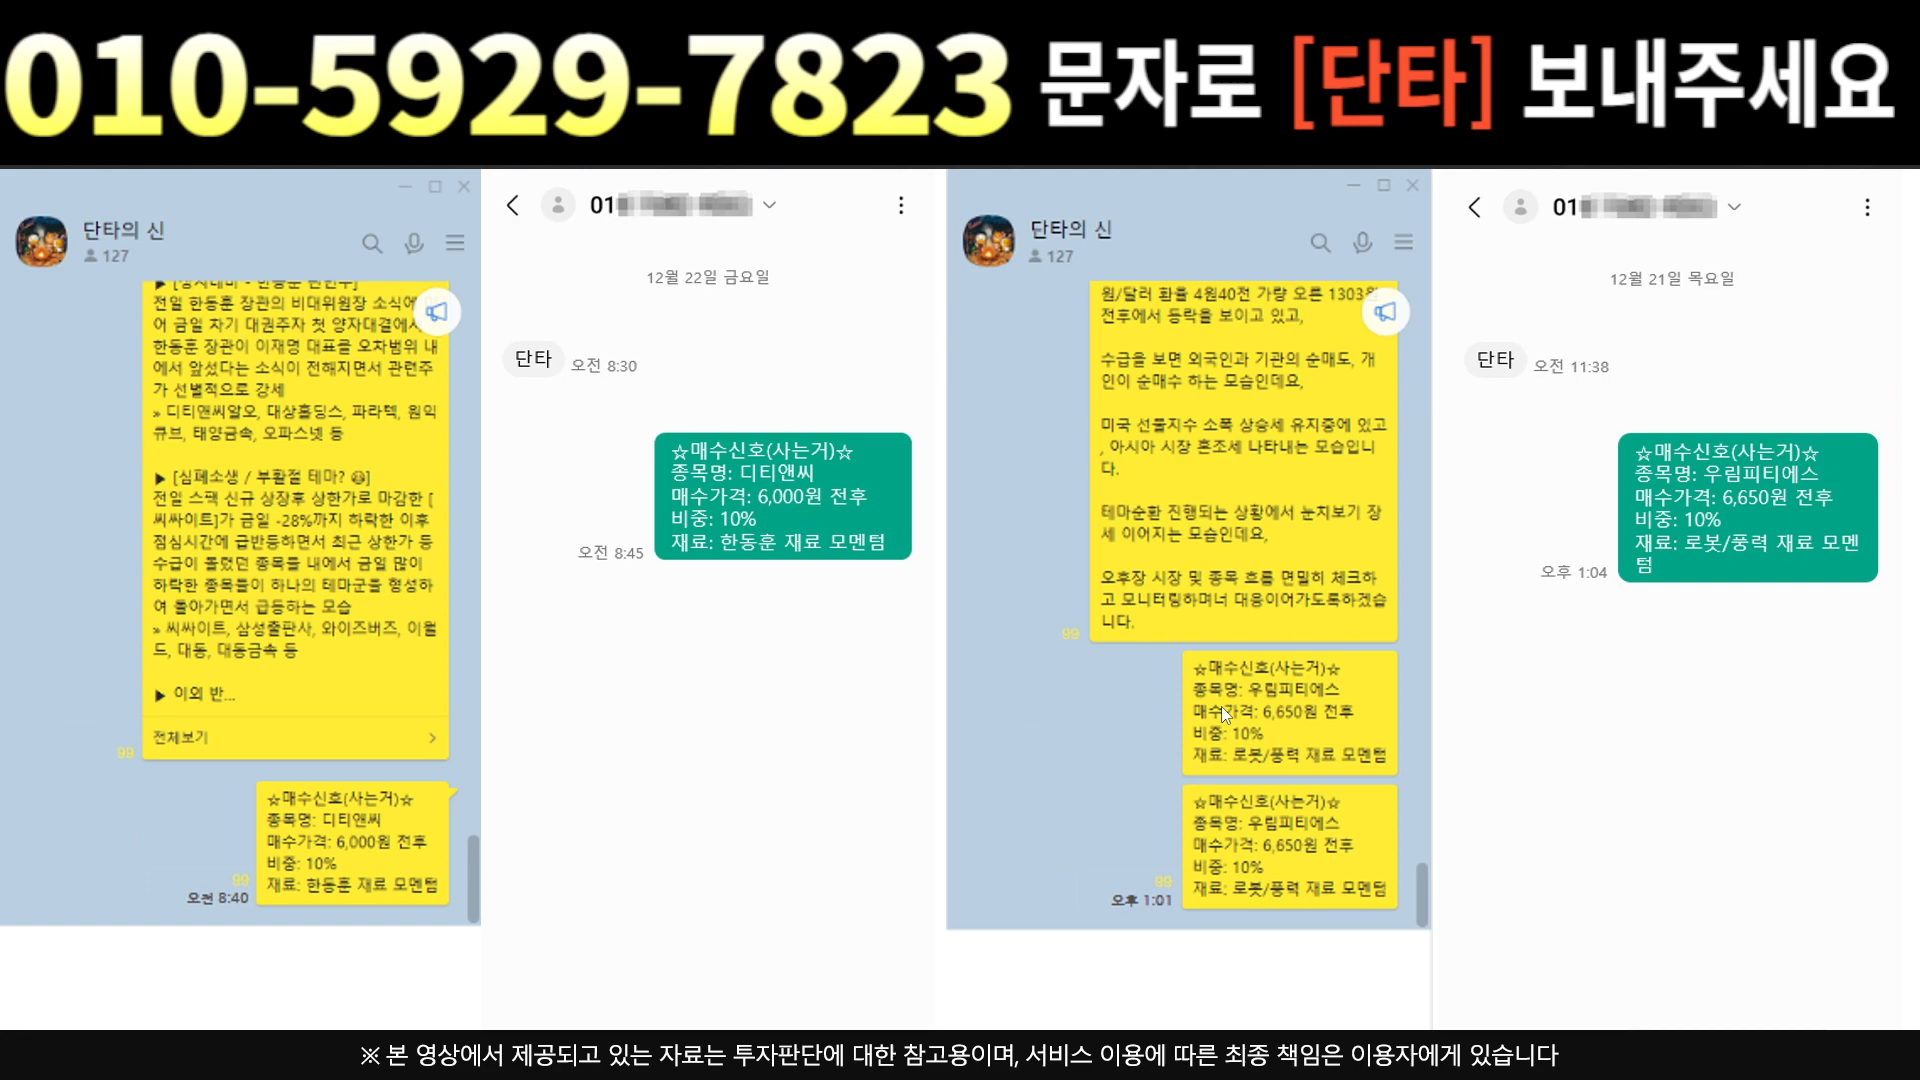 010-5929-7823 문자로 [단타] 보내주세요
단타의 신
127
전일 한동훈 장관의 비대위원장 소식에
어 금일 차기 대권주자 첫 양자대결에서
한동훈 장관이 이재명 대표를 오차범위 내
에서 앞섰다는 소식이 전해지면서 관련주
가 선별적으로 강세
» 디티앤씨알오, 대상홀딩스, 파라텍, 원익
큐브, 태양금속, 오파스넷 등
▶ [심폐소생 / 부활절 테마? 😆]
전일 스팩 신규 상장후 상한가로 마감한 [
씨싸이트]가 금일 -28%까지 하락한 이후
점심시간에 급반등하면서 최근 상한가 등
수급이 몰렸던 종목들 내에서 금일 많이
하락한 종목들이 하나의 테마군을 형성하
여 돌아가면서 급등하는 모습
» 씨싸이트, 삼성출판사, 와이즈버즈, 이월
드, 대동, 대동금속 등
▶ 이외 반...
전체보기
99
☆매수신호(사는거)☆
종목명: 디티앤씨
매수가격: 6,000원 전후
비중: 10%
재료: 한동훈 재료 모멘텀
99
오전 8:40
01
12월 22일 금요일
단타
오전 8:30
☆매수신호(사는거)☆
종목명: 디티앤씨
매수가격: 6,000원 전후
비중: 10%
재료: 한동훈 재료 모멘텀
오전 8:45
단타의 신
127
원/달러 환율 4원40전 가량 오른 1303원
전후에서 등락을 보이고 있고,
수급을 보면 외국인과 기관의 순매도, 개
인이 순매수 하는 모습인데요,
미국 선물지수 소폭 상승세 유지중에 있고
, 아시아 시장 혼조세 나타내는 모습입니
다.
테마순환 진행되는 상황에서 눈치보기 장
세 이어지는 모습인데요,
오후장 시장 및 종목 흐름 면밀히 체크하
고 모니터링하며너 대응이어가도록하겠습
니다.
99
☆매수신호(사는거)☆
종목명: 우림피티에스
매수가격: 6,650원 전후
비중: 10%
재료: 로봇/풍력 재료 모멘텀
☆매수신호(사는거)☆
종목명: 우림피티에스
매수가격: 6,650원 전후
비중: 10%
재료: 로봇/풍력 재료 모멘텀
99
오후 1:01
01
12월 21일 목요일
단타
오전 11:38
☆매수신호(사는거)☆
종목명: 우림피티에스
매수가격: 6,650원 전후
비중: 10%
재료: 로봇/풍력 재료 모멘
텀
오후 1:04
※ 본 영상에서 제공되고 있는 자료는 투자판단에 대한 참고용이며, 서비스 이용에 따른 최종 책임은 이용자에게 있습니다